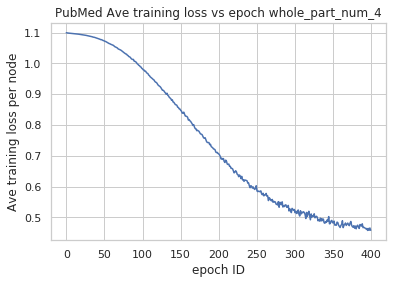 PubMed Ave training loss vs epoch whole_part_num_4
Ave training loss per node
1.1
1.0
0.9
0.8
0.7
0.6
0.5
0 50 100 150 200 250 300 350 400
epoch ID